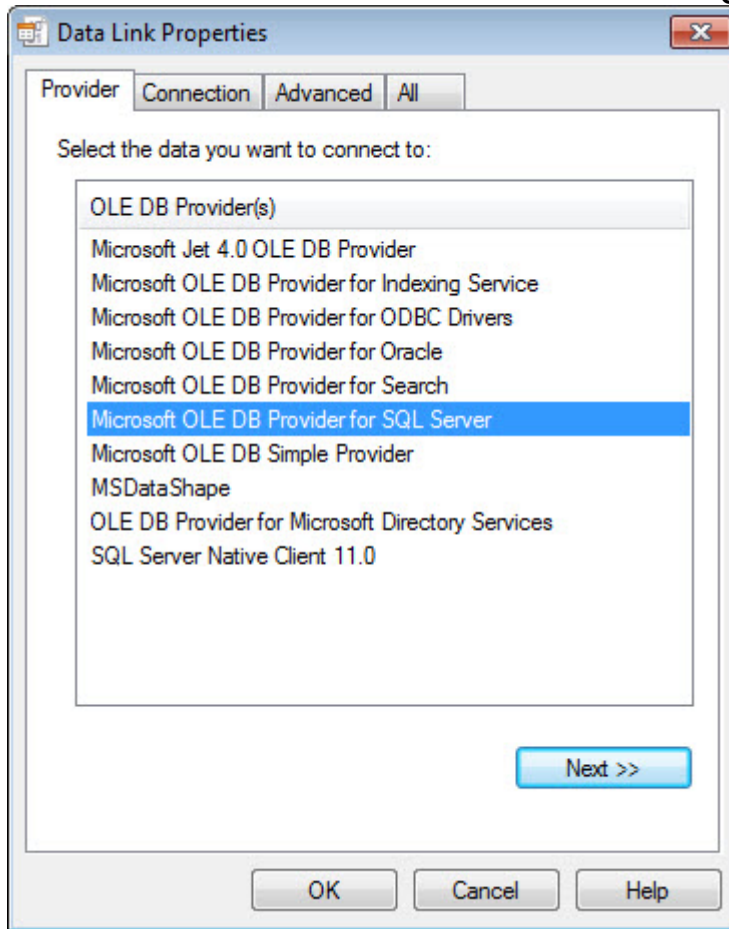 Data Link Properties
Provider Connection Advanced All
Select the data you want to connect to:
OLE DB Provider(s)
Microsoft Jet 4.0 OLE DB Provider
Microsoft OLE DB Provider for Indexing Service
Microsoft OLE DB Provider for ODBC Drivers
Microsoft OLE DB Provider for Oracle
Microsoft OLE DB Provider for Search
Microsoft OLE DB Provider for SQL Server
Microsoft OLE DB Simple Provider
MSDataShape
OLE DB Provider for Microsoft Directory Services
SQL Server Native Client 11.0
Next >>
OK Cancel Help